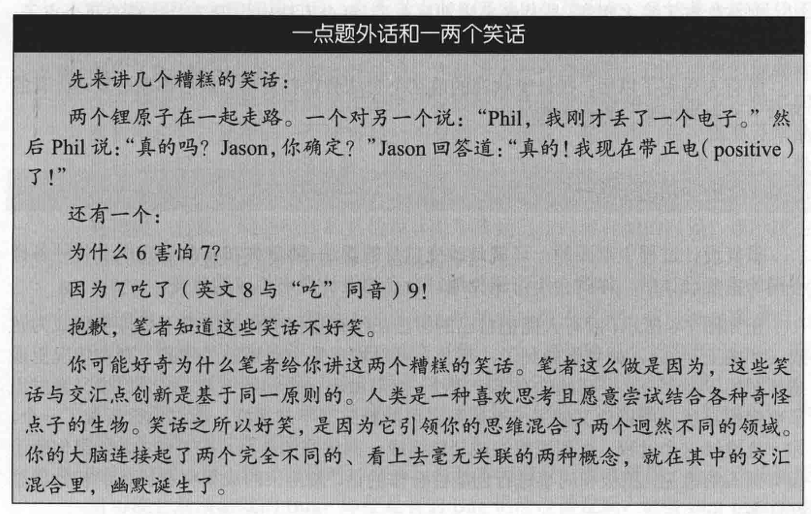 一点题外话和一两个笑话
先来讲几个糟糕的笑话：
两个锂原子在一起走路。一个对另一个说：“Phil，我刚才丢了一个电子。”然
后 Phil 说：“真的吗？Jason，你确定？”Jason 回答道：“真的！我现在带正电（positive）
了！”
还有一个：
为什么 6 害怕 7？
因为 7 吃了（英文 8 与“吃”同音）9！
抱歉，笔者知道这些笑话不好笑。
你可能好奇为什么笔者给你讲这两个糟糕的笑话。笔者这么做是因为，这些笑
话与交汇点创新是基于同一原则的。人类是一种喜欢思考且愿意尝试结合各种奇怪
点子的生物。笑话之所以好笑，是因为它引领你的思维混合了两个迥然不同的领域。
你的大脑连接起了两个完全不同的、看上去毫无关联的两种概念，就在其中的交汇
混合里，幽默诞生了。